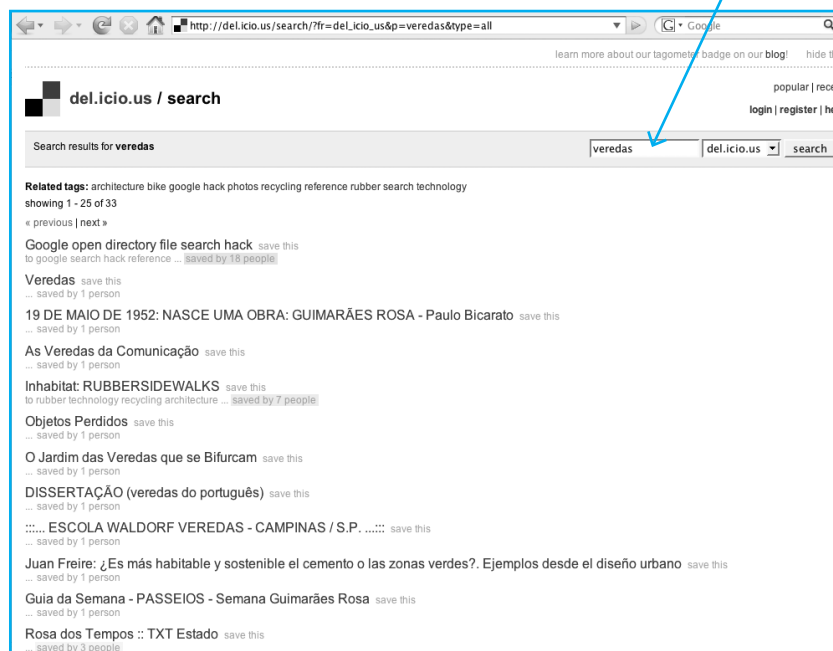 http://del.icio.us/search/?fr=del_icio_us&p=veredas&type=all
G
Google
learn more about our tagometer badge on our blog! hide
del.icio.us / search
popular |
login | register |
Search results for veredas
veredas
del.icio.us
search
Related tags: architecture bike google hack photos recycling reference rubber search technology
showing 1 - 25 of 33
« previous | next »
Google open directory file search hack save this
to google search hack reference ... saved by 18 people
Veredas save this
... saved by 1 person
19 DE MAIO DE 1952: NASCE UMA OBRA: GUIMARÃES ROSA - Paulo Bicarato save this
As Veredas da Comunicação save this
... saved by 1 person
Inhabitat: RUBBERSIDEWALKS save this
to rubber technology recycling architecture ... saved by 7 people
Objetos Perdidos save this
... saved by 1 person
O Jardim das Veredas que se Bifurcam save this
... saved by 1 person
DISSERTAÇÃO (veredas do português) save this
... saved by 1 person
:::... ESCOLA WALDORF VEREDAS - CAMPINAS / S.P. ...::: save this
... saved by 1 person
Juan Freire: ¿Es más habitable y sostenible el cemento o las zonas verdes?. Ejemplos desde el diseño urbano save this
... saved by 1 person
Guia da Semana - PASSEIOS - Semana Guimarães Rosa save this
... saved by 1 person
Rosa dos Tempos :: TXT Estado save this
... saved by 3 people